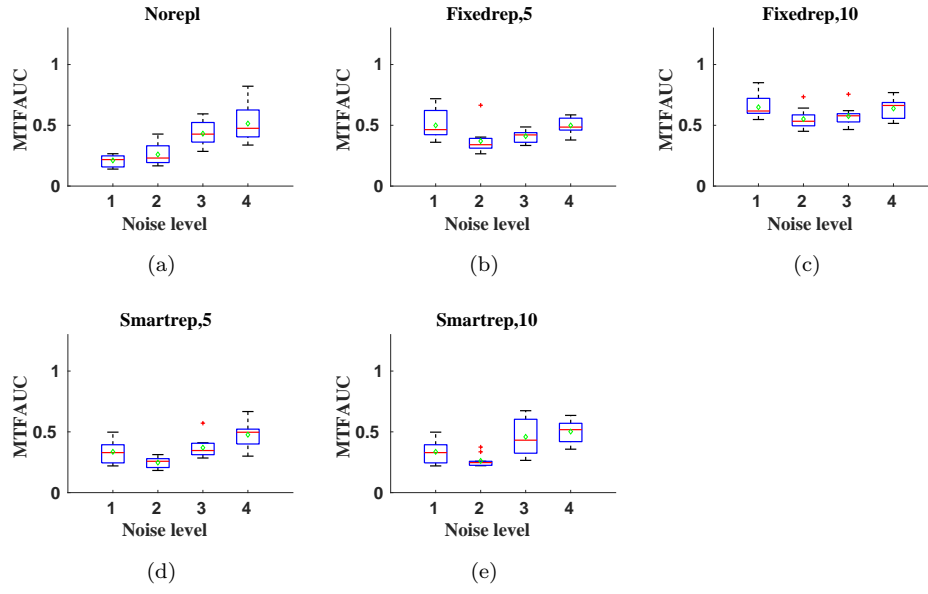 Norepl
MTFAUC
1
0.5
0
1 2 3 4
Noise level
(a)
Fixedrep,5
MTFAUC
1
0.5
0
1 2 3 4
Noise level
(b)
Fixedrep,10
MTFAUC
1
0.5
0
1 2 3 4
Noise level
(c)
Smartrep,5
MTFAUC
1
0.5
0
1 2 3 4
Noise level
(d)
Smartrep,10
MTFAUC
1
0.5
0
1 2 3 4
Noise level
(e)